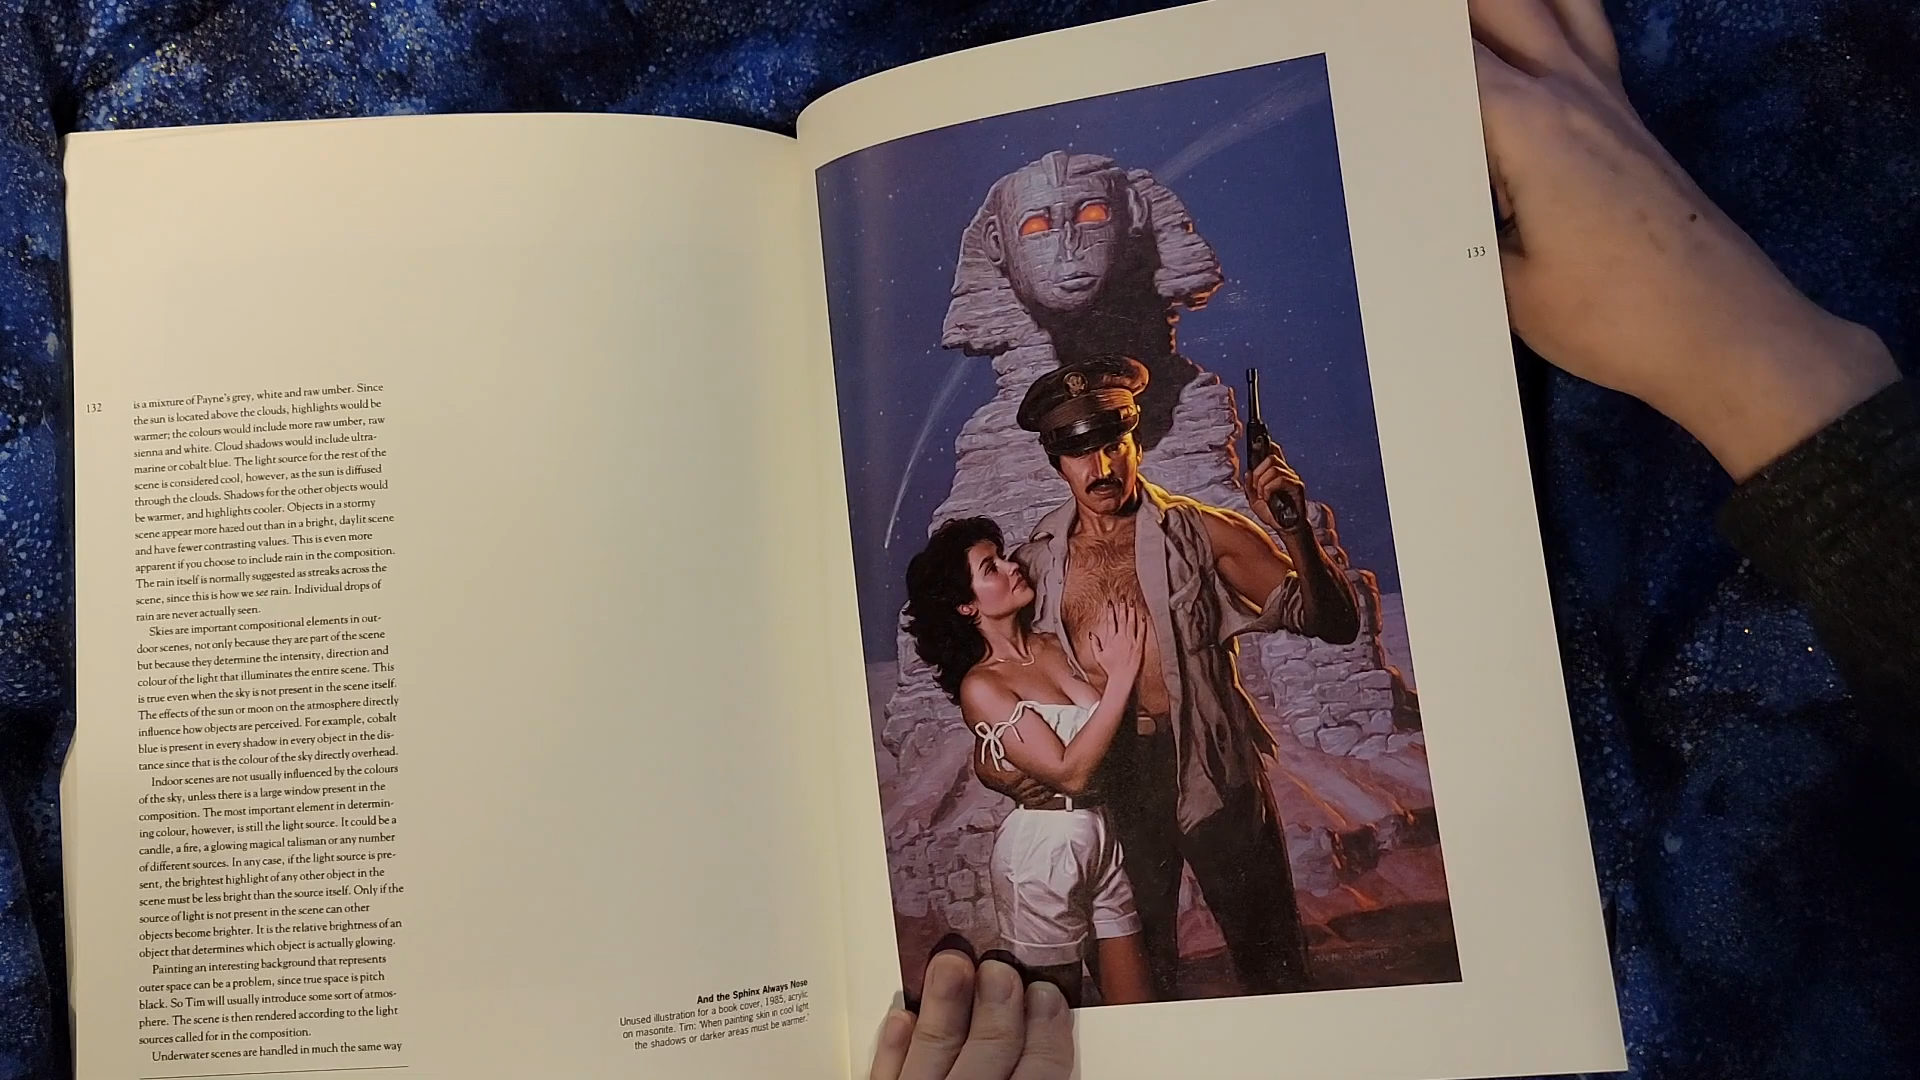 132
is a mixture of Payne's grey, white and raw umber. Since
the sun is located above the clouds, highlights would be
warmer; the colours would include more raw umber, raw
sienna and white. Cloud shadows would include ultra-
marine or cobalt blue. The light source for the rest of the
scene is considered cool, however, as the sun is diffused
through the clouds. Shadows for the other objects would
be warmer, and highlights cooler. Objects in a stormy
scene appear more hazed out than in a bright, daylit scene
and have fewer contrasting values. This is even more
apparent if you choose to include rain in the composition.
The rain itself is normally suggested as streaks across the
scene, since this is how we see rain. Individual drops of
rain are never actually seen.
Skies are important compositional elements in out-
door scenes, not only because they are part of the scene
but because they determine the intensity, direction and
colour of the light that illuminates the entire scene. This
is true even when the sky is not present in the scene itself.
The effects of the sun or moon on the atmosphere directly
influence how objects are perceived. For example, cobalt
blue is present in every shadow in every object in the dis-
tance since that is the colour of the sky directly overhead.
Indoor scenes are not usually influenced by the colours
of the sky, unless there is a large window present in the
composition. The most important element in determin-
ing colour, however, is still the light source. It could be a
candle, a fire, a glowing magical talisman or any number
of different sources. In any case, if the light source is pre-
sent, the brightest highlight of any other object in the
scene must be less bright than the source itself. Only if the
source of light is not present in the scene can other
objects become brighter. It is the relative brightness of an
object that determines which object is actually glowing.
Painting an interesting background that represents
outer space can be a problem, since true space is pitch
black. So Tim will usually introduce some sort of atmos-
phere. The scene is then rendered according to the light
sources called for in the composition.
Underwater scenes are handled in much the same way
And the Sphinx Always Nose
Unused illustration for a book cover, 1985, acrylic
on masonite. Tim: 'When painting skin in cool light
the shadows or darker areas must be warmer.'
133